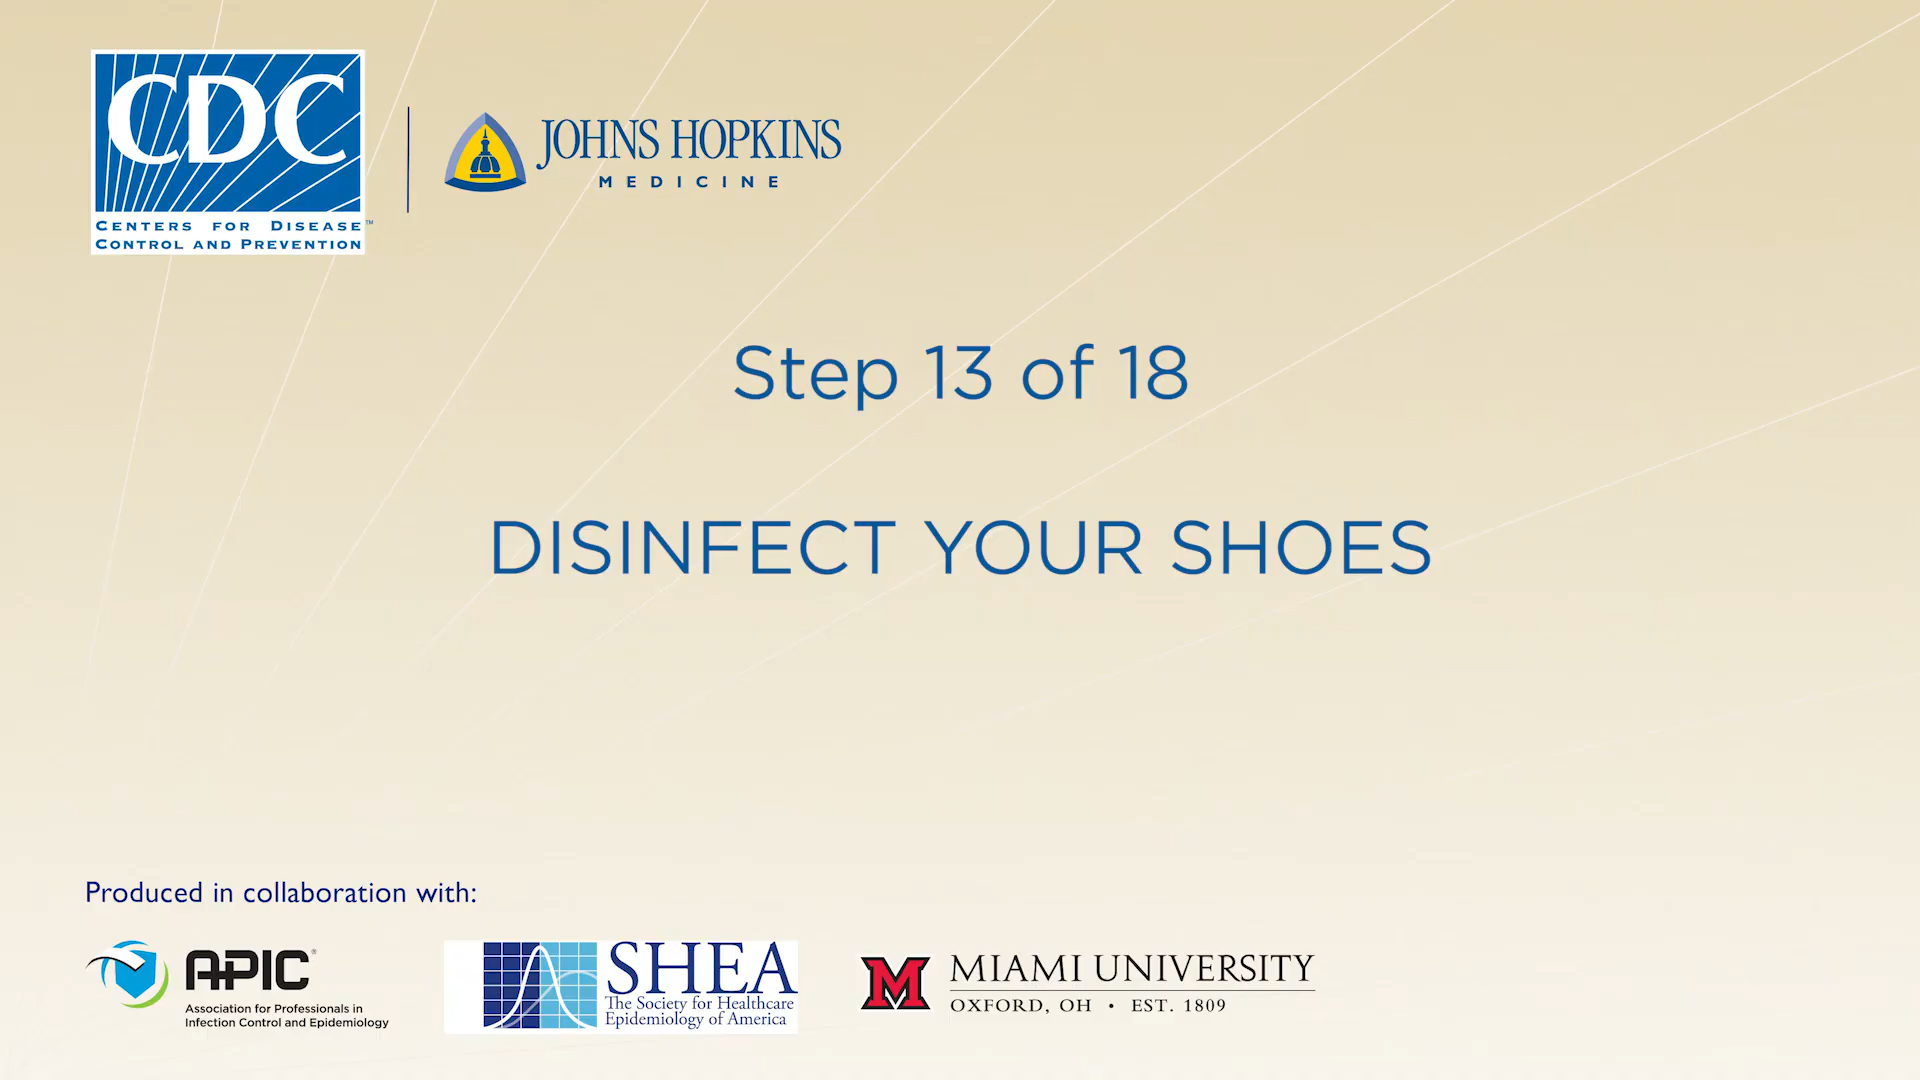 CDC
CENTERS FOR DISEASE™
CONTROL AND PREVENTION
JOHNS HOPKINS
MEDICINE
Step 13 of 18
DISINFECT YOUR SHOES
Produced in collaboration with:
APIC®
Association for Professionals in
Infection Control and Epidemiology
SHEA
The Society for Healthcare
Epidemiology of America
M
MIAMI UNIVERSITY
OXFORD, OH • EST. 1809